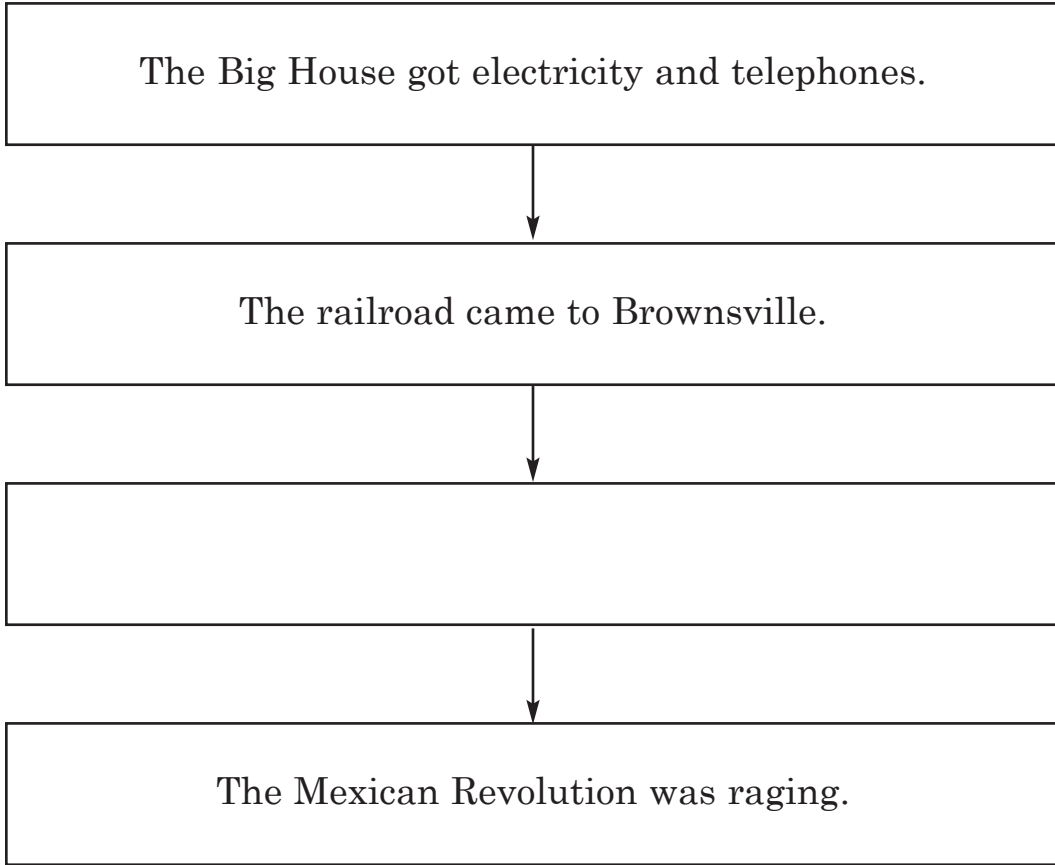 The Big House got electricity and telephones.
The railroad came to Brownsville.
The Mexican Revolution was raging.